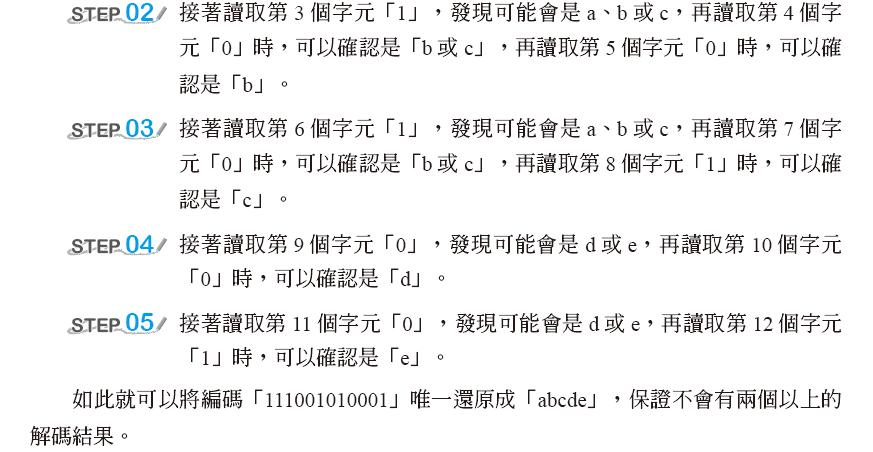 STEP 02 接著讀取第 3 個字元「1」，發現可能會是 a、b 或 c，再讀取第 4 個字
元「0」時，可以確認是「b 或 c」，再讀取第 5 個字元「0」時，可以確
認是「b」。
STEP 03 接著讀取第 6 個字元「1」，發現可能會是 a、b 或 c，再讀取第 7 個字
元「0」時，可以確認是「b 或 c」，再讀取第 8 個字元「1」時，可以確
認是「c」。
STEP 04 接著讀取第 9 個字元「0」，發現可能會是 d 或 e，再讀取第 10 個字元
「0」時，可以確認是「d」。
STEP 05 接著讀取第 11 個字元「0」，發現可能會是 d 或 e，再讀取第 12 個字元
「1」時，可以確認是「e」。
如此就可以將編碼「111001010001」唯一還原成「abcde」，保證不會有兩個以上的
解碼結果。